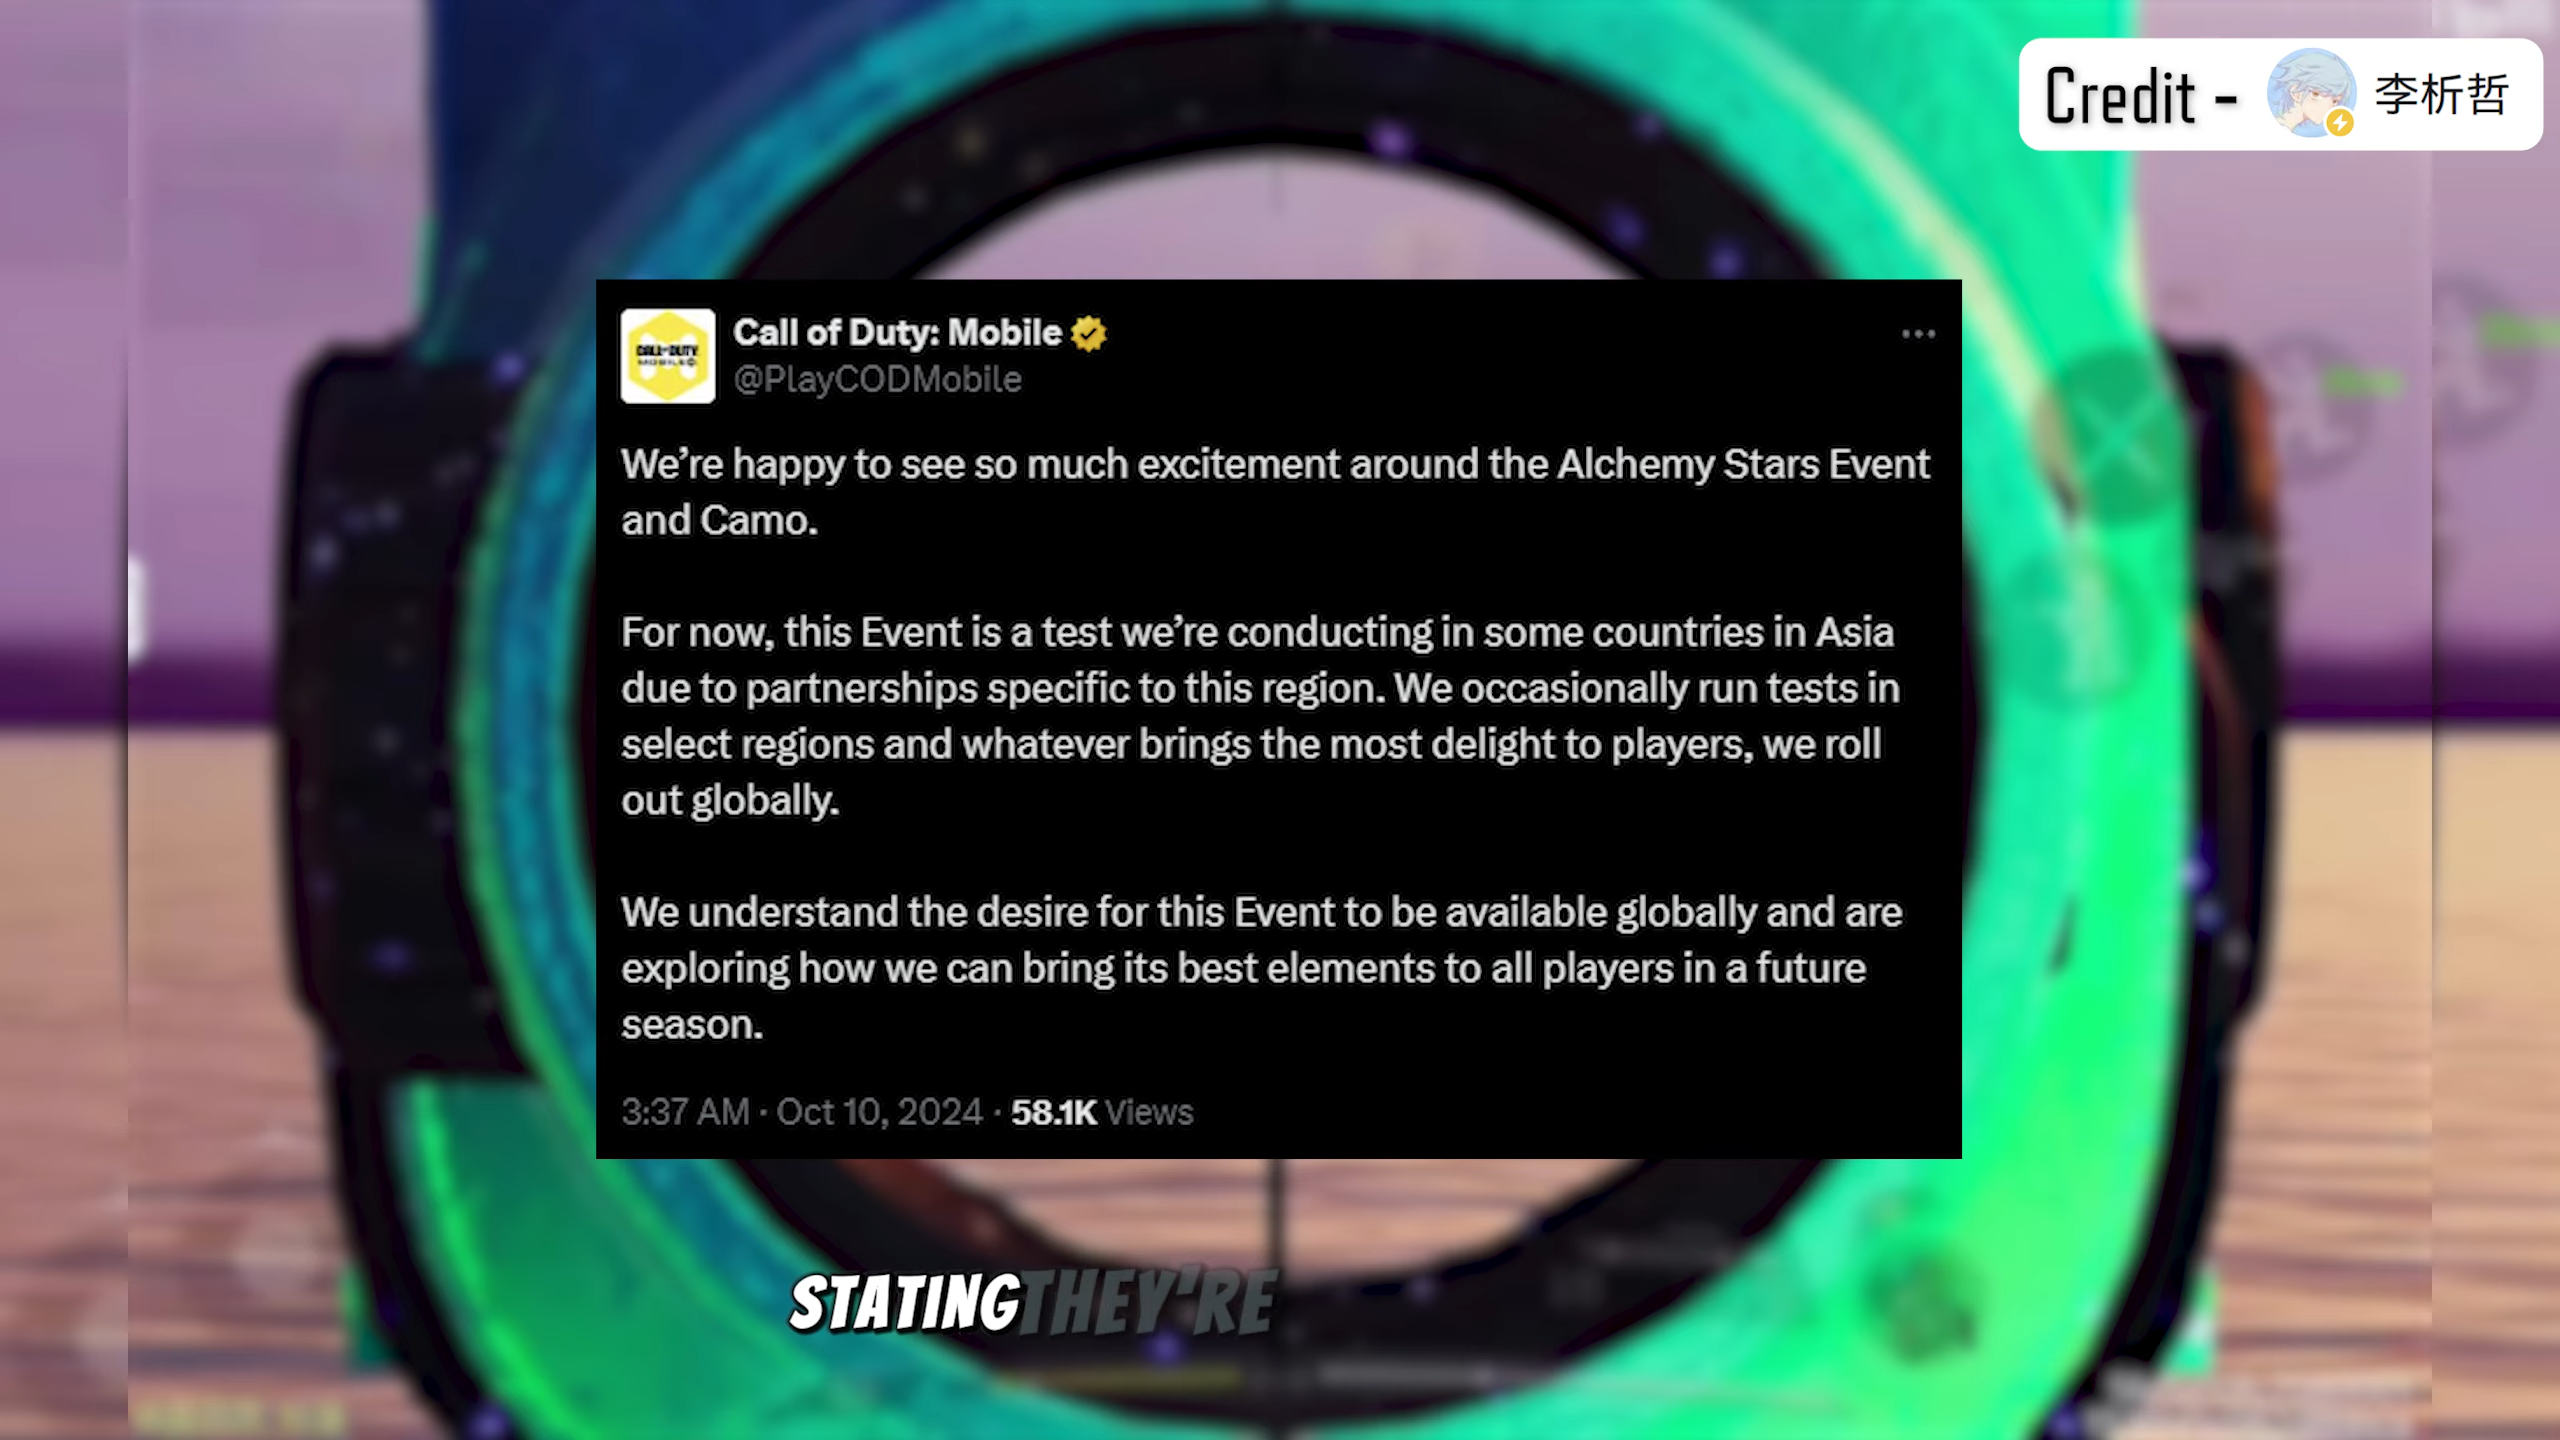 Credit - 李析哲
Call of Duty: Mobile
@PlayCODMobile
CALL OF DUTY
MOBILE
We’re happy to see so much excitement around the Alchemy Stars Event
and Camo.
For now, this Event is a test we’re conducting in some countries in Asia
due to partnerships specific to this region. We occasionally run tests in
select regions and whatever brings the most delight to players, we roll
out globally.
We understand the desire for this Event to be available globally and are
exploring how we can bring its best elements to all players in a future
season.
3:37 AM · Oct 10, 2024 · 58.1K Views
STATING THEY'RE